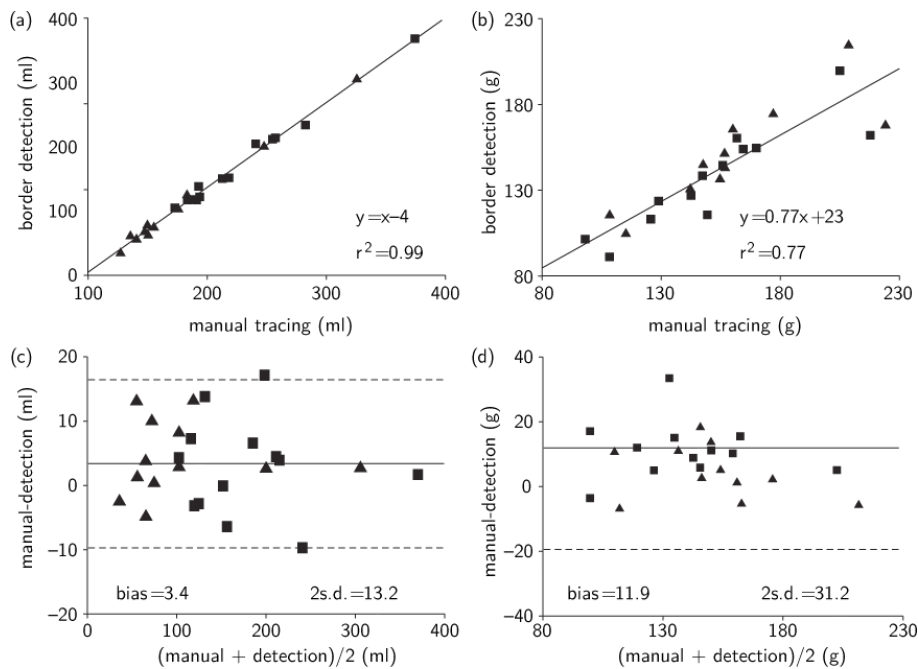 (a)
400
300
200
100
0
border detection (ml)
y=x−4
r²=0.99
100 200 300 400
manual tracing (ml)
(b)
230
180
130
80
border detection (g)
y=0.77x+23
r²=0.77
80 130 180 230
manual tracing (g)
(c)
20
10
0
−10
−20
manual-detection (ml)
bias=3.4 2s.d.=13.2
0 100 200 300 400
(manual + detection)/2 (ml)
(d)
40
20
0
−20
−40
manual-detection (g)
bias=11.9 2s.d.=31.2
80 130 180 230
(manual + detection)/2 (g)